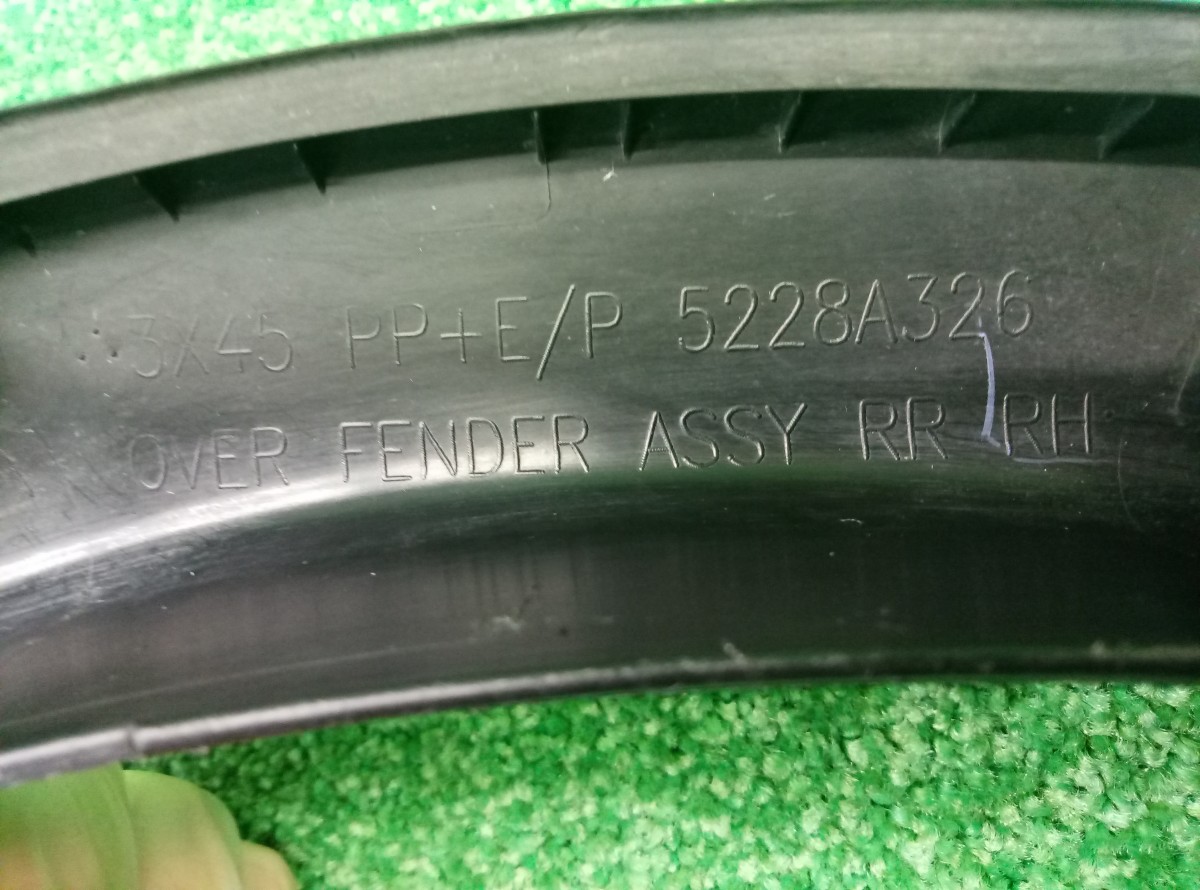 3X45 PP+E/P 5228A326
OVER FENDER ASSY RR RH